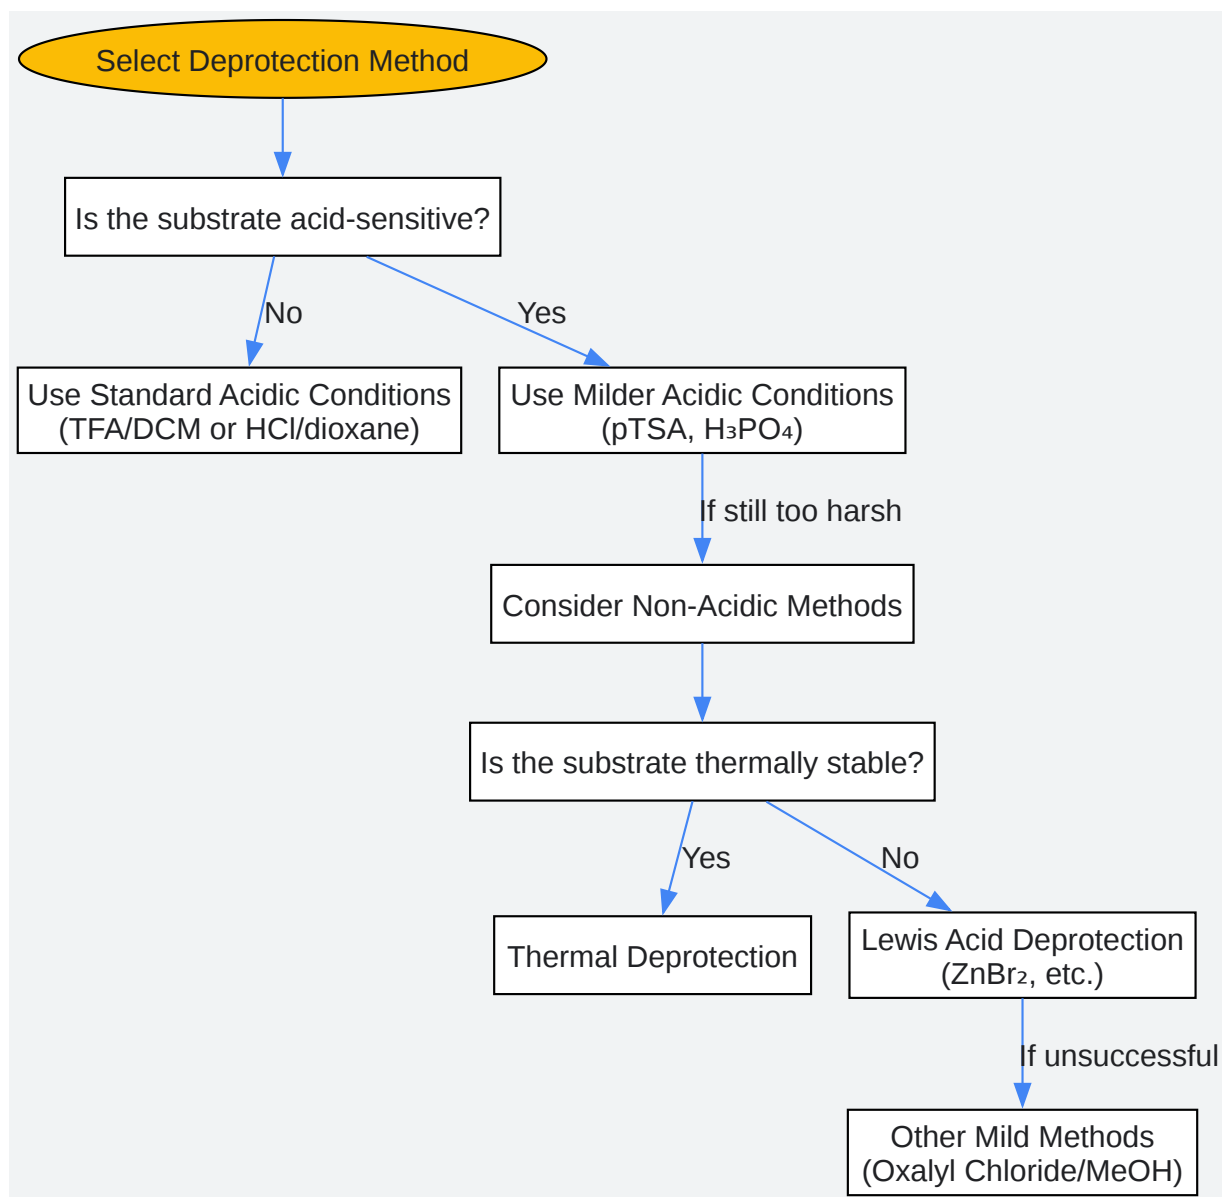 Select Deprotection Method
Is the substrate acid-sensitive?
No
Yes
Use Standard Acidic Conditions
(TFA/DCM or HCl/dioxane)
Use Milder Acidic Conditions
(pTSA, H₃PO₄)
If still too harsh
Consider Non-Acidic Methods
Is the substrate thermally stable?
Yes
No
Thermal Deprotection
Lewis Acid Deprotection
(ZnBr₂, etc.)
If unsuccessful
Other Mild Methods
(Oxalyl Chloride/MeOH)